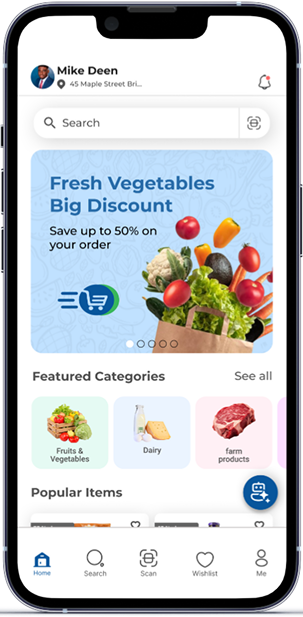 Mike Deen
45 Maple Street Bri...
Search
Fresh Vegetables
Big Discount
Save up to 50% on
your order
Featured Categories
See all
Fruits &
Vegetables
Dairy
farm
products
Popular Items
Home
Search
Scan
Wishlist
Me